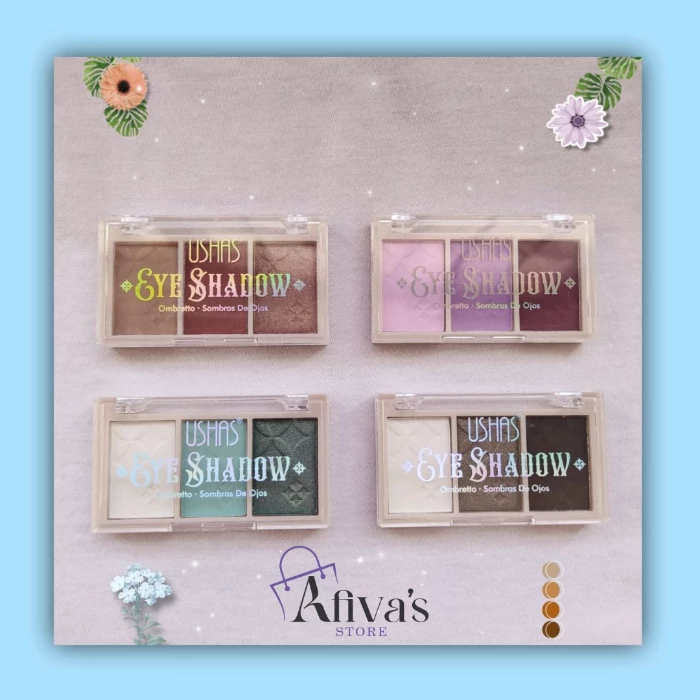 USHAS
EYE SHADOW
Ombretto · Sombras De Ojos
USHAS
EYE SHADOW
Ombretto · Sombras De Ojos
USHAS
EYE SHADOW
Ombretto · Sombras De Ojos
USHAS
EYE SHADOW
Ombretto · Sombras De Ojos
Afiva's
STORE